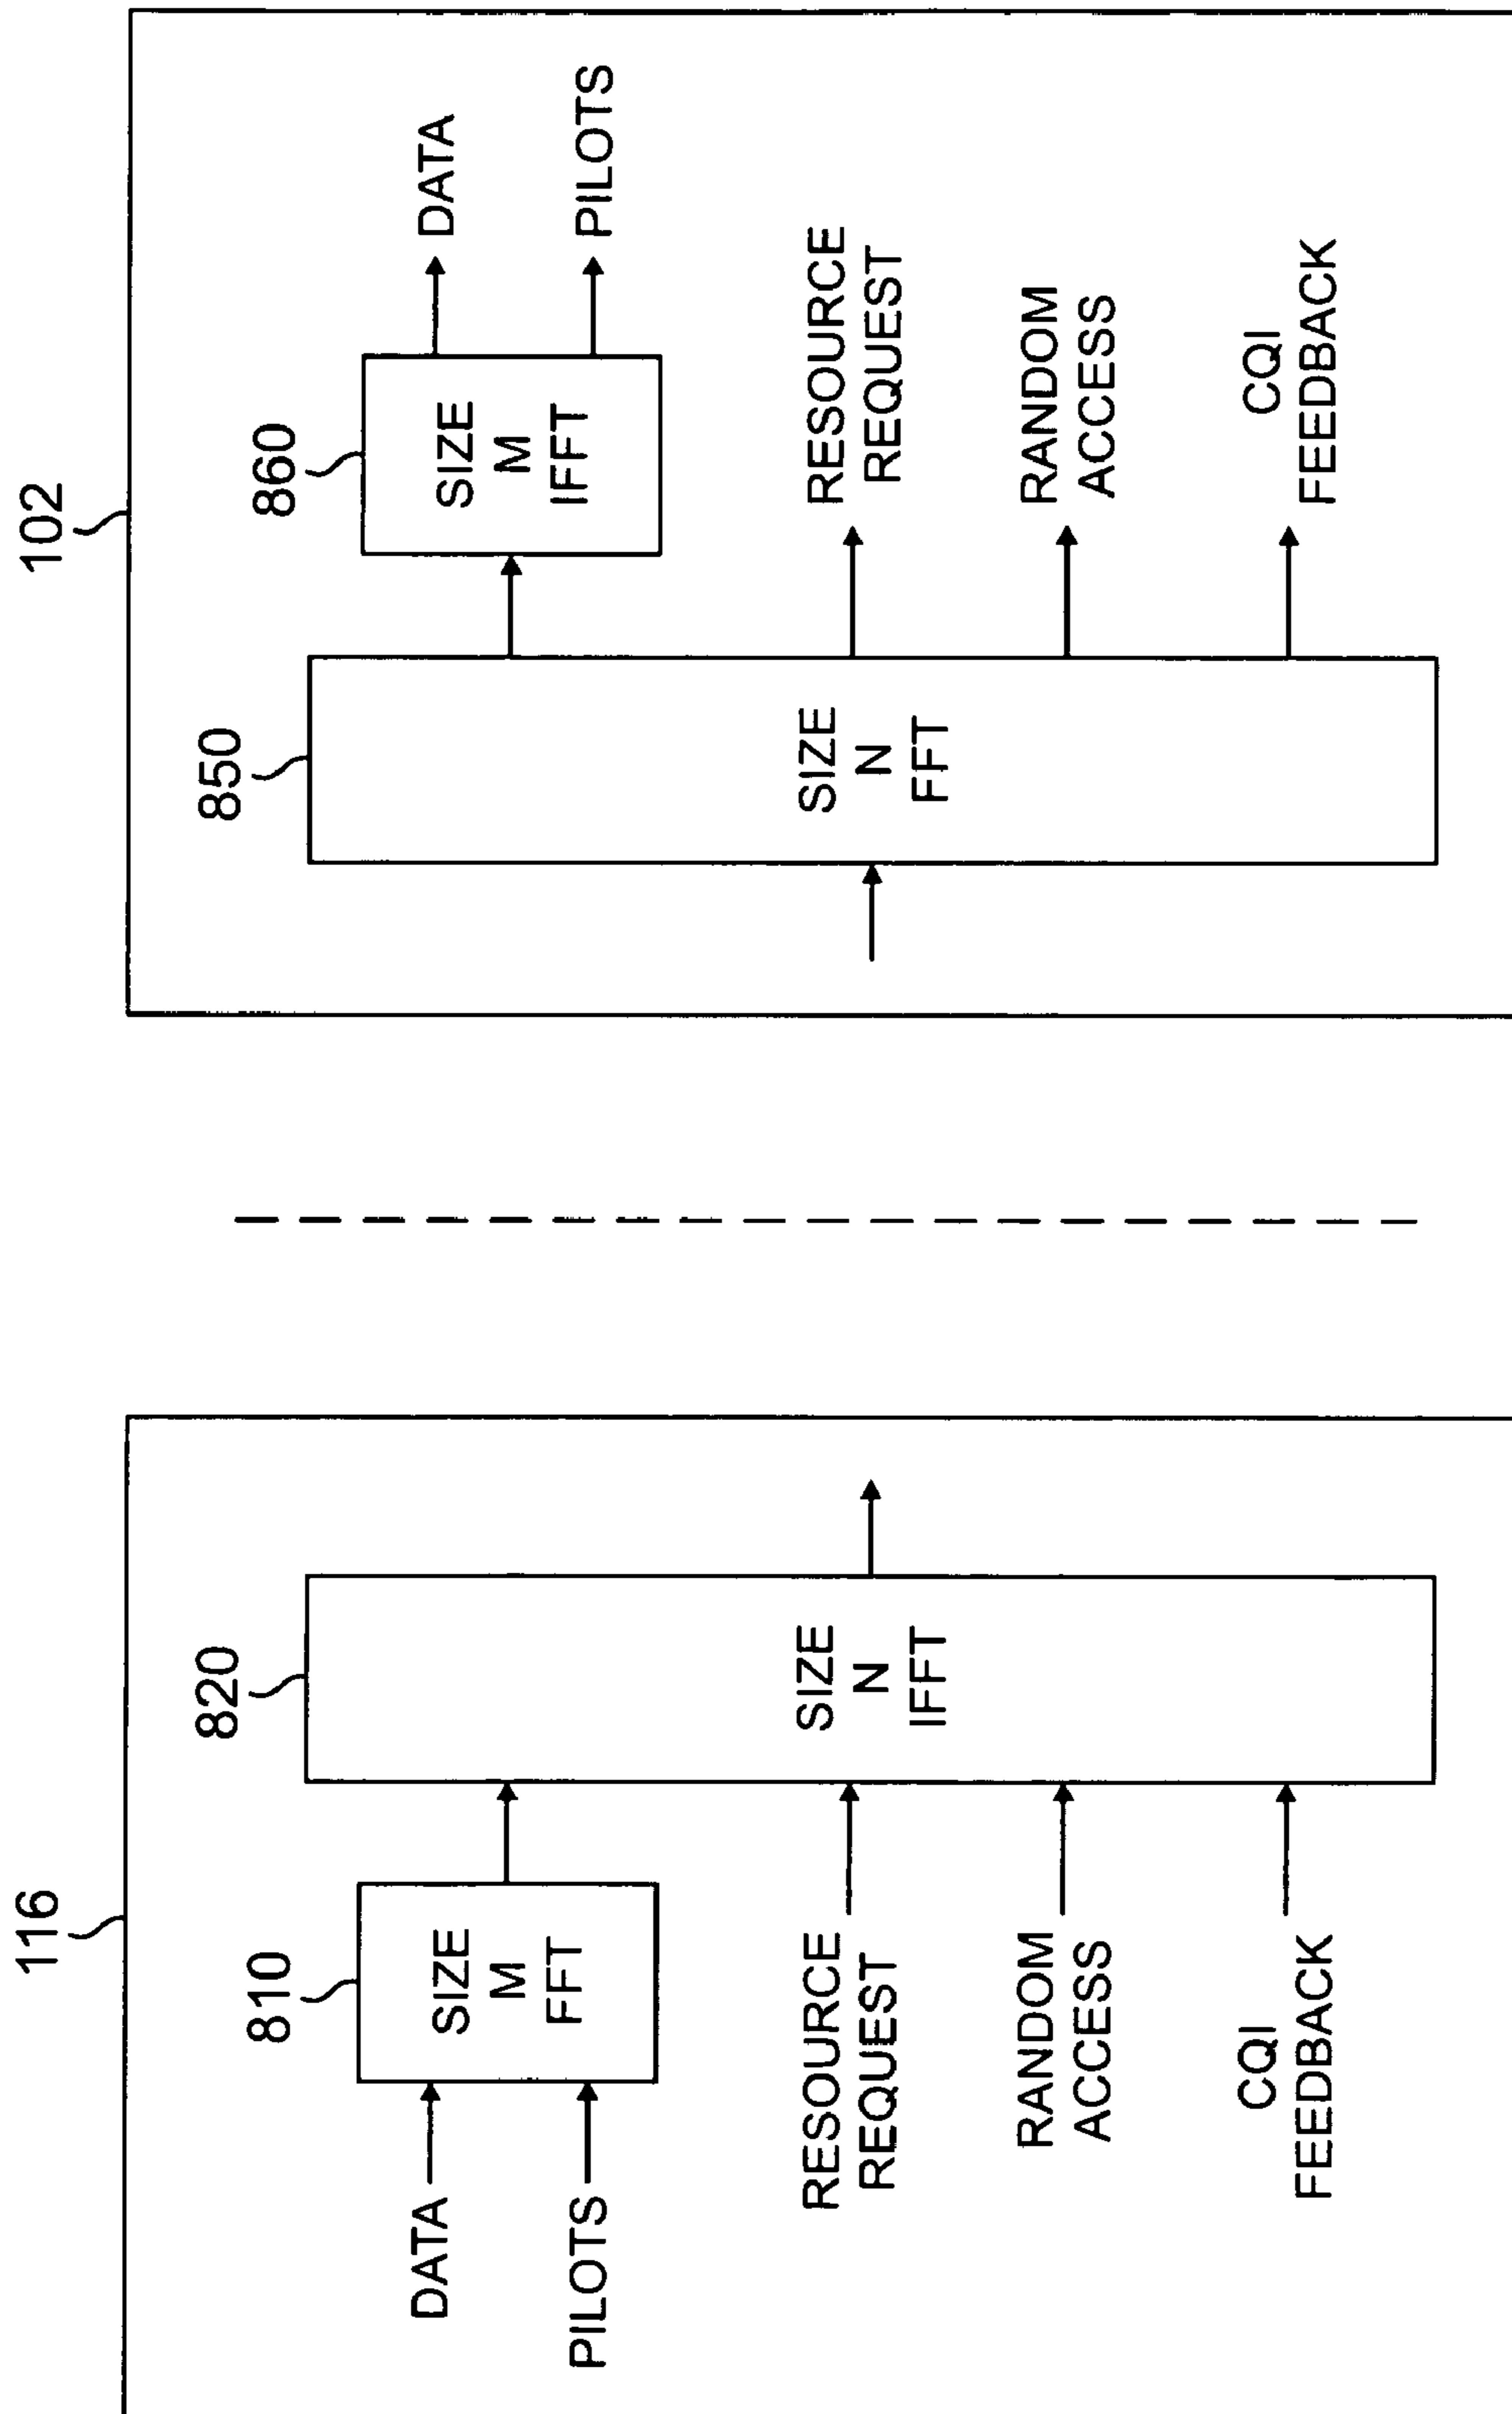 116
810
DATA
PILOTS
SIZE
M
FFT
820
SIZE
N
IFFT
RESOURCE
REQUEST
RANDOM
ACCESS
CQI
FEEDBACK
102
850
SIZE
N
FFT
860
SIZE
M
IFFT
DATA
PILOTS
RESOURCE
REQUEST
RANDOM
ACCESS
CQI
FEEDBACK